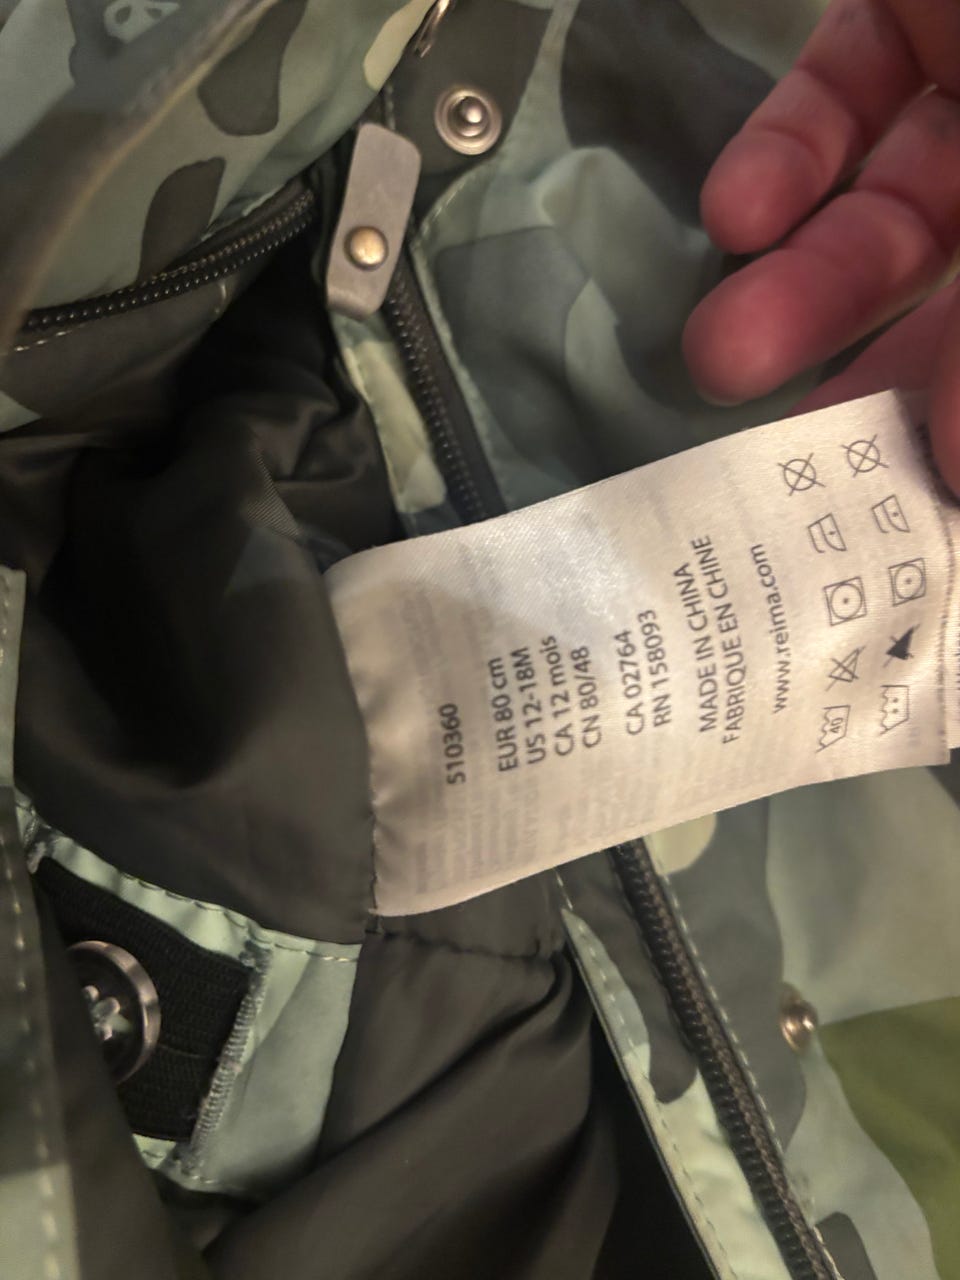 510360
EUR 80 cm
US 12-18M
CA 12 mois
CN 80/48
CA 02764
RN 158093
MADE IN CHINA
FABRIQUE EN CHINE
www.reima.com
40